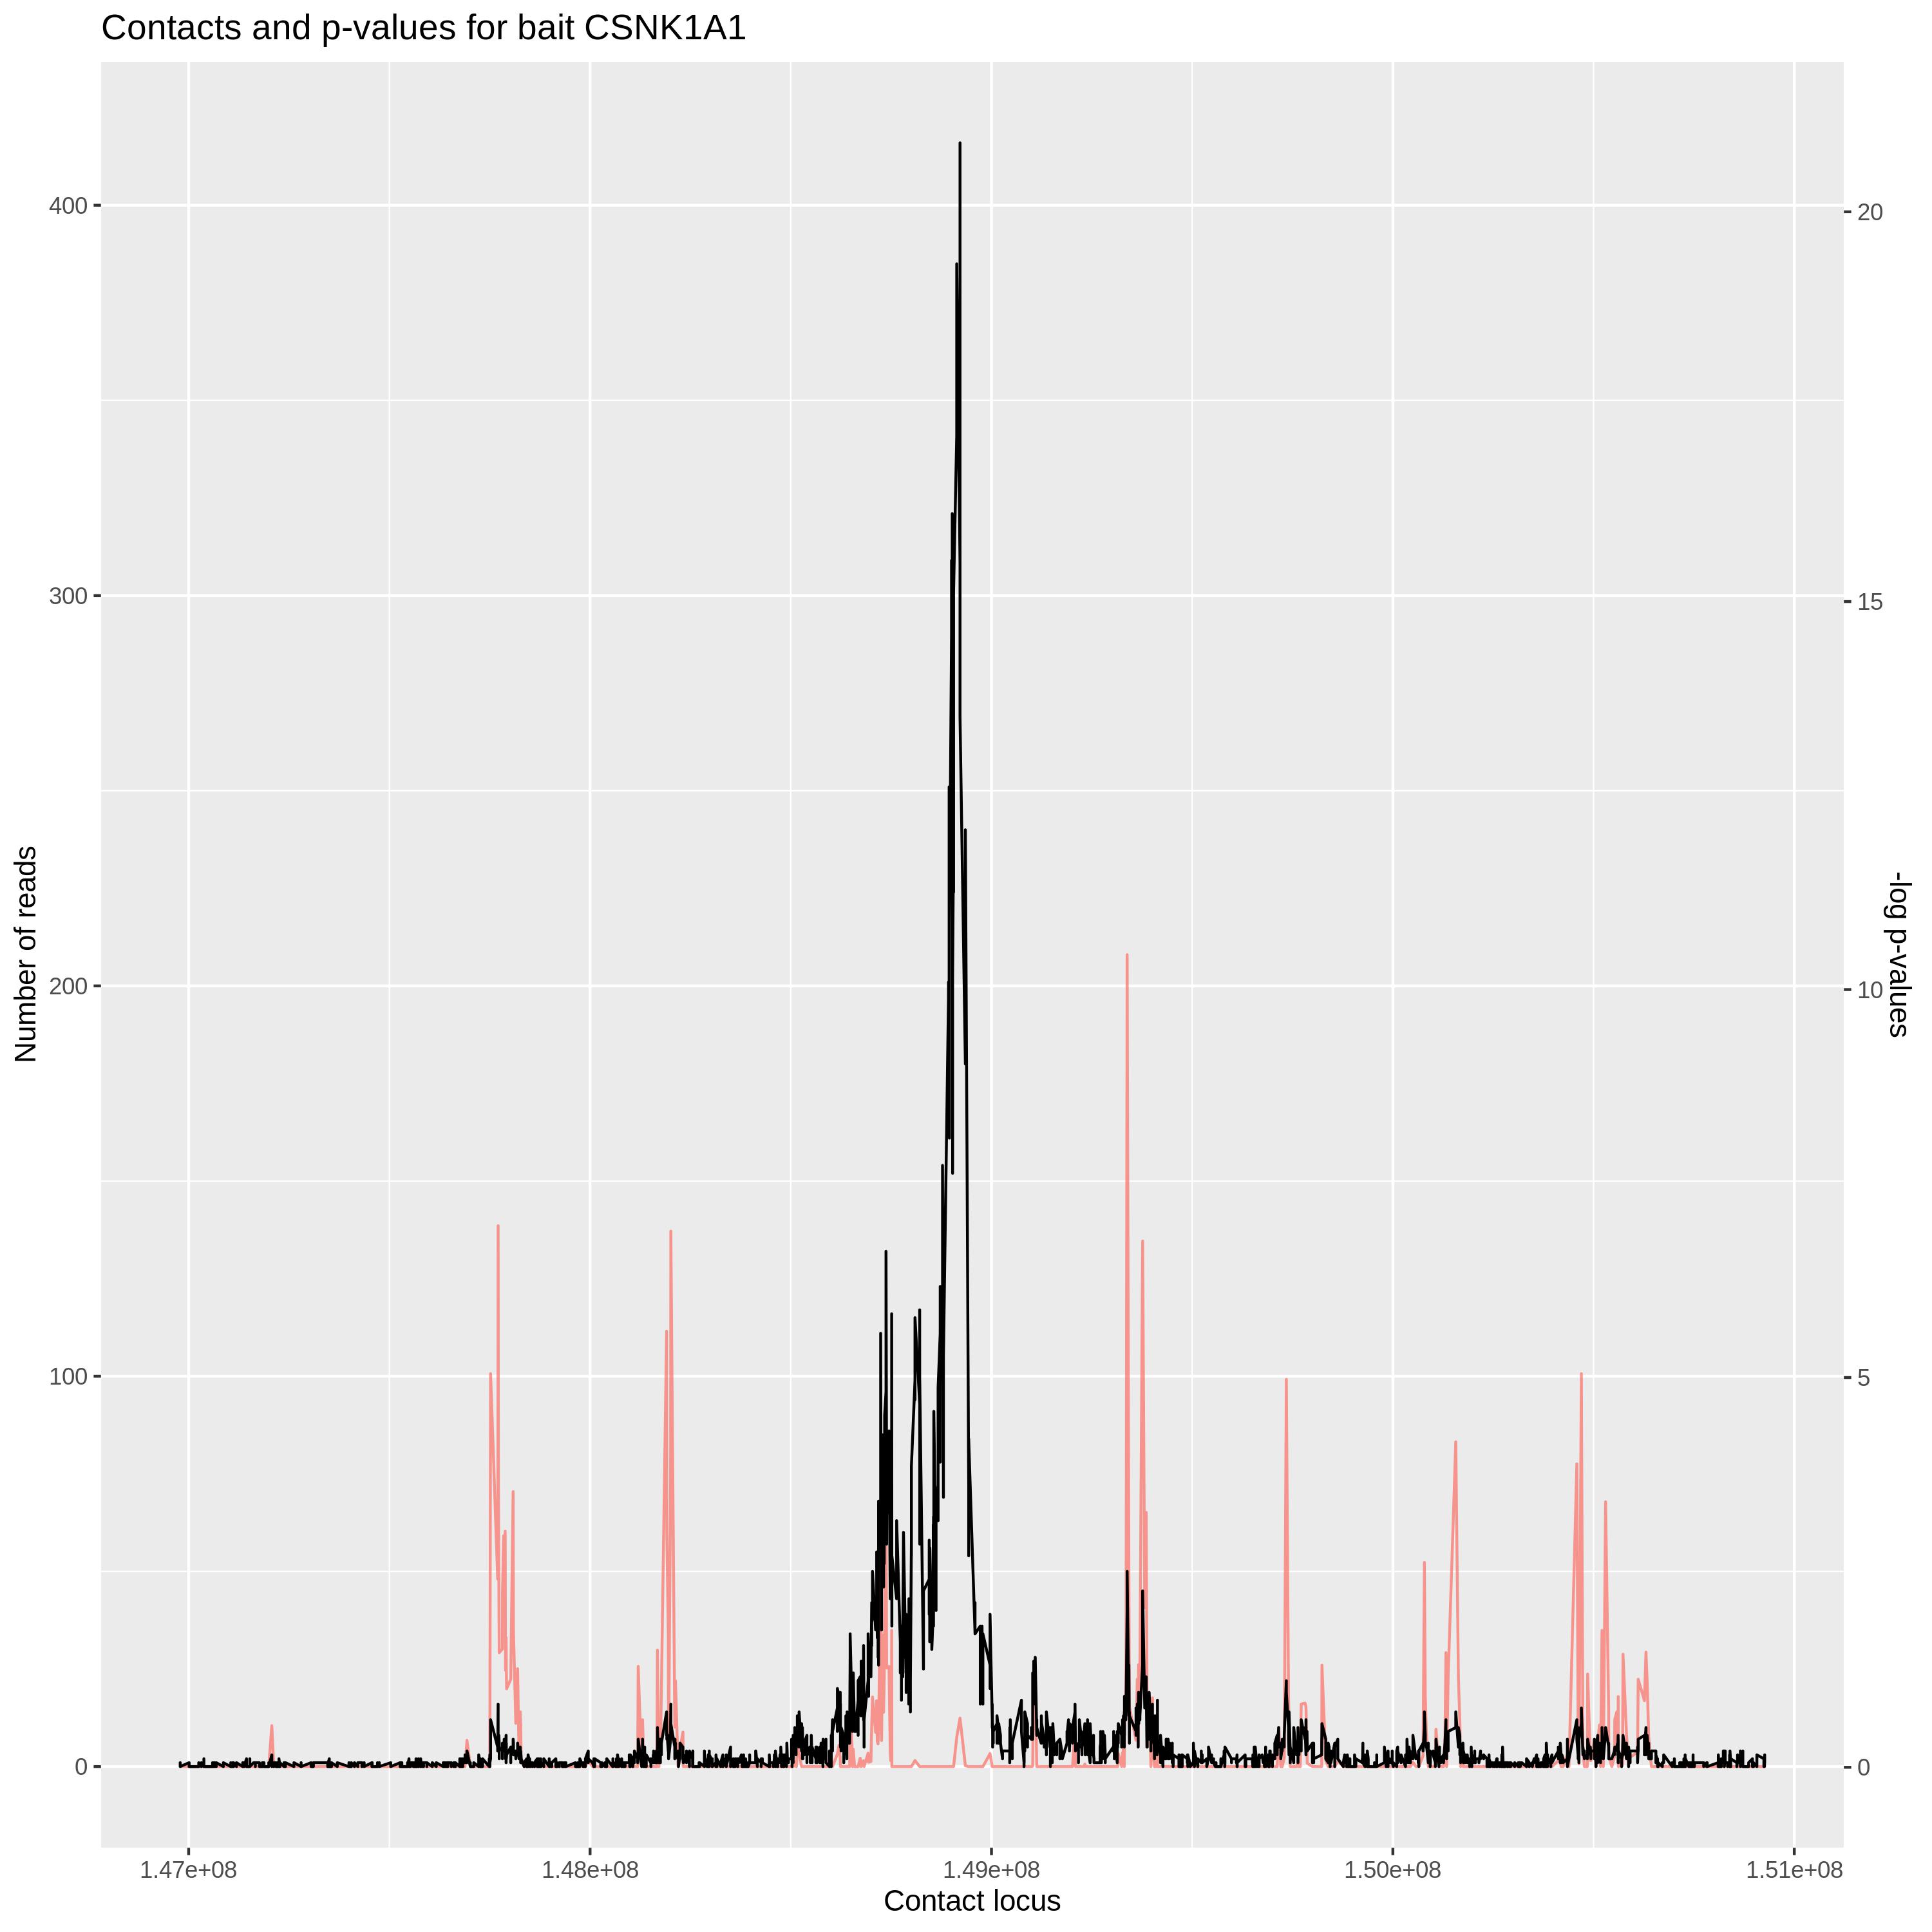 Contacts and p-values for bait CSNK1A1
Number of reads
400
300
200
100
0
20
15
10
5
0
-log p-values
1.47e+08
1.48e+08
1.49e+08
1.50e+08
1.51e+08
Contact locus